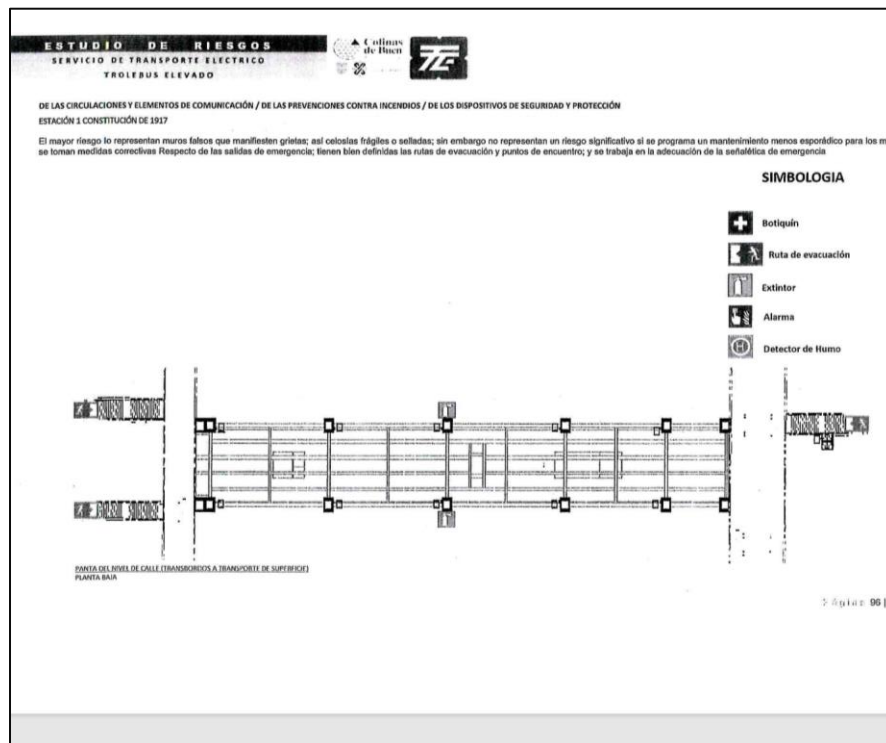 ESTUDIO DE RIESGOS
SERVICIO DE TRANSPORTE ELECTRICO
TROLEBUS ELEVADO
Colinas
de Buen
DE LAS CIRCULACIONES Y ELEMENTOS DE COMUNICACIÓN / DE LAS PREVENCIONES CONTRA INCENDIOS / DE LOS DISPOSITIVOS DE SEGURIDAD Y PROTECCIÓN
ESTACIÓN 1 CONSTITUCIÓN DE 1917
El mayor riesgo lo representan muros falsos que manifiesten grietas; así celosías frágiles o selladas; sin embargo no representan un riesgo significativo si se programa un mantenimiento menos esporádico para los m
se toman medidas correctivas Respecto de las salidas de emergencia; tienen bien definidas las rutas de evacuación y puntos de encuentro; y se trabaja en la adecuación de la señalética de emergencia
SIMBOLOGIA
Botiquín
Ruta de evacuación
Extintor
Alarma
Detector de Humo
PANTA DEL NIVEL DE CALLE (TRANSBORDOS A TRANSPORTE DE SUPERFICIE)
PLANTA BAJA
96 |